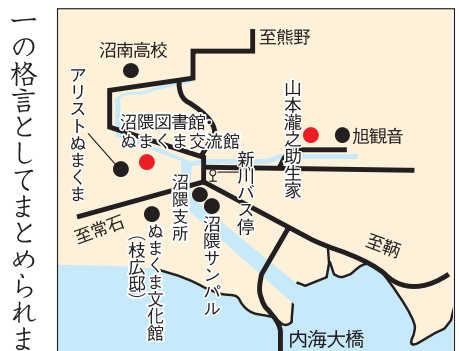 一の格言としてまとめられま
至熊野
沼南高校
アリストぬまくま
沼隈図書館・
ぬまくま交流館
山本瀧之助生家
旭観音
新川バス停
沼隈支所
沼隈サンパル
至常石
ぬまくま文化館
(枝広邸)
至鞆
内海大橋